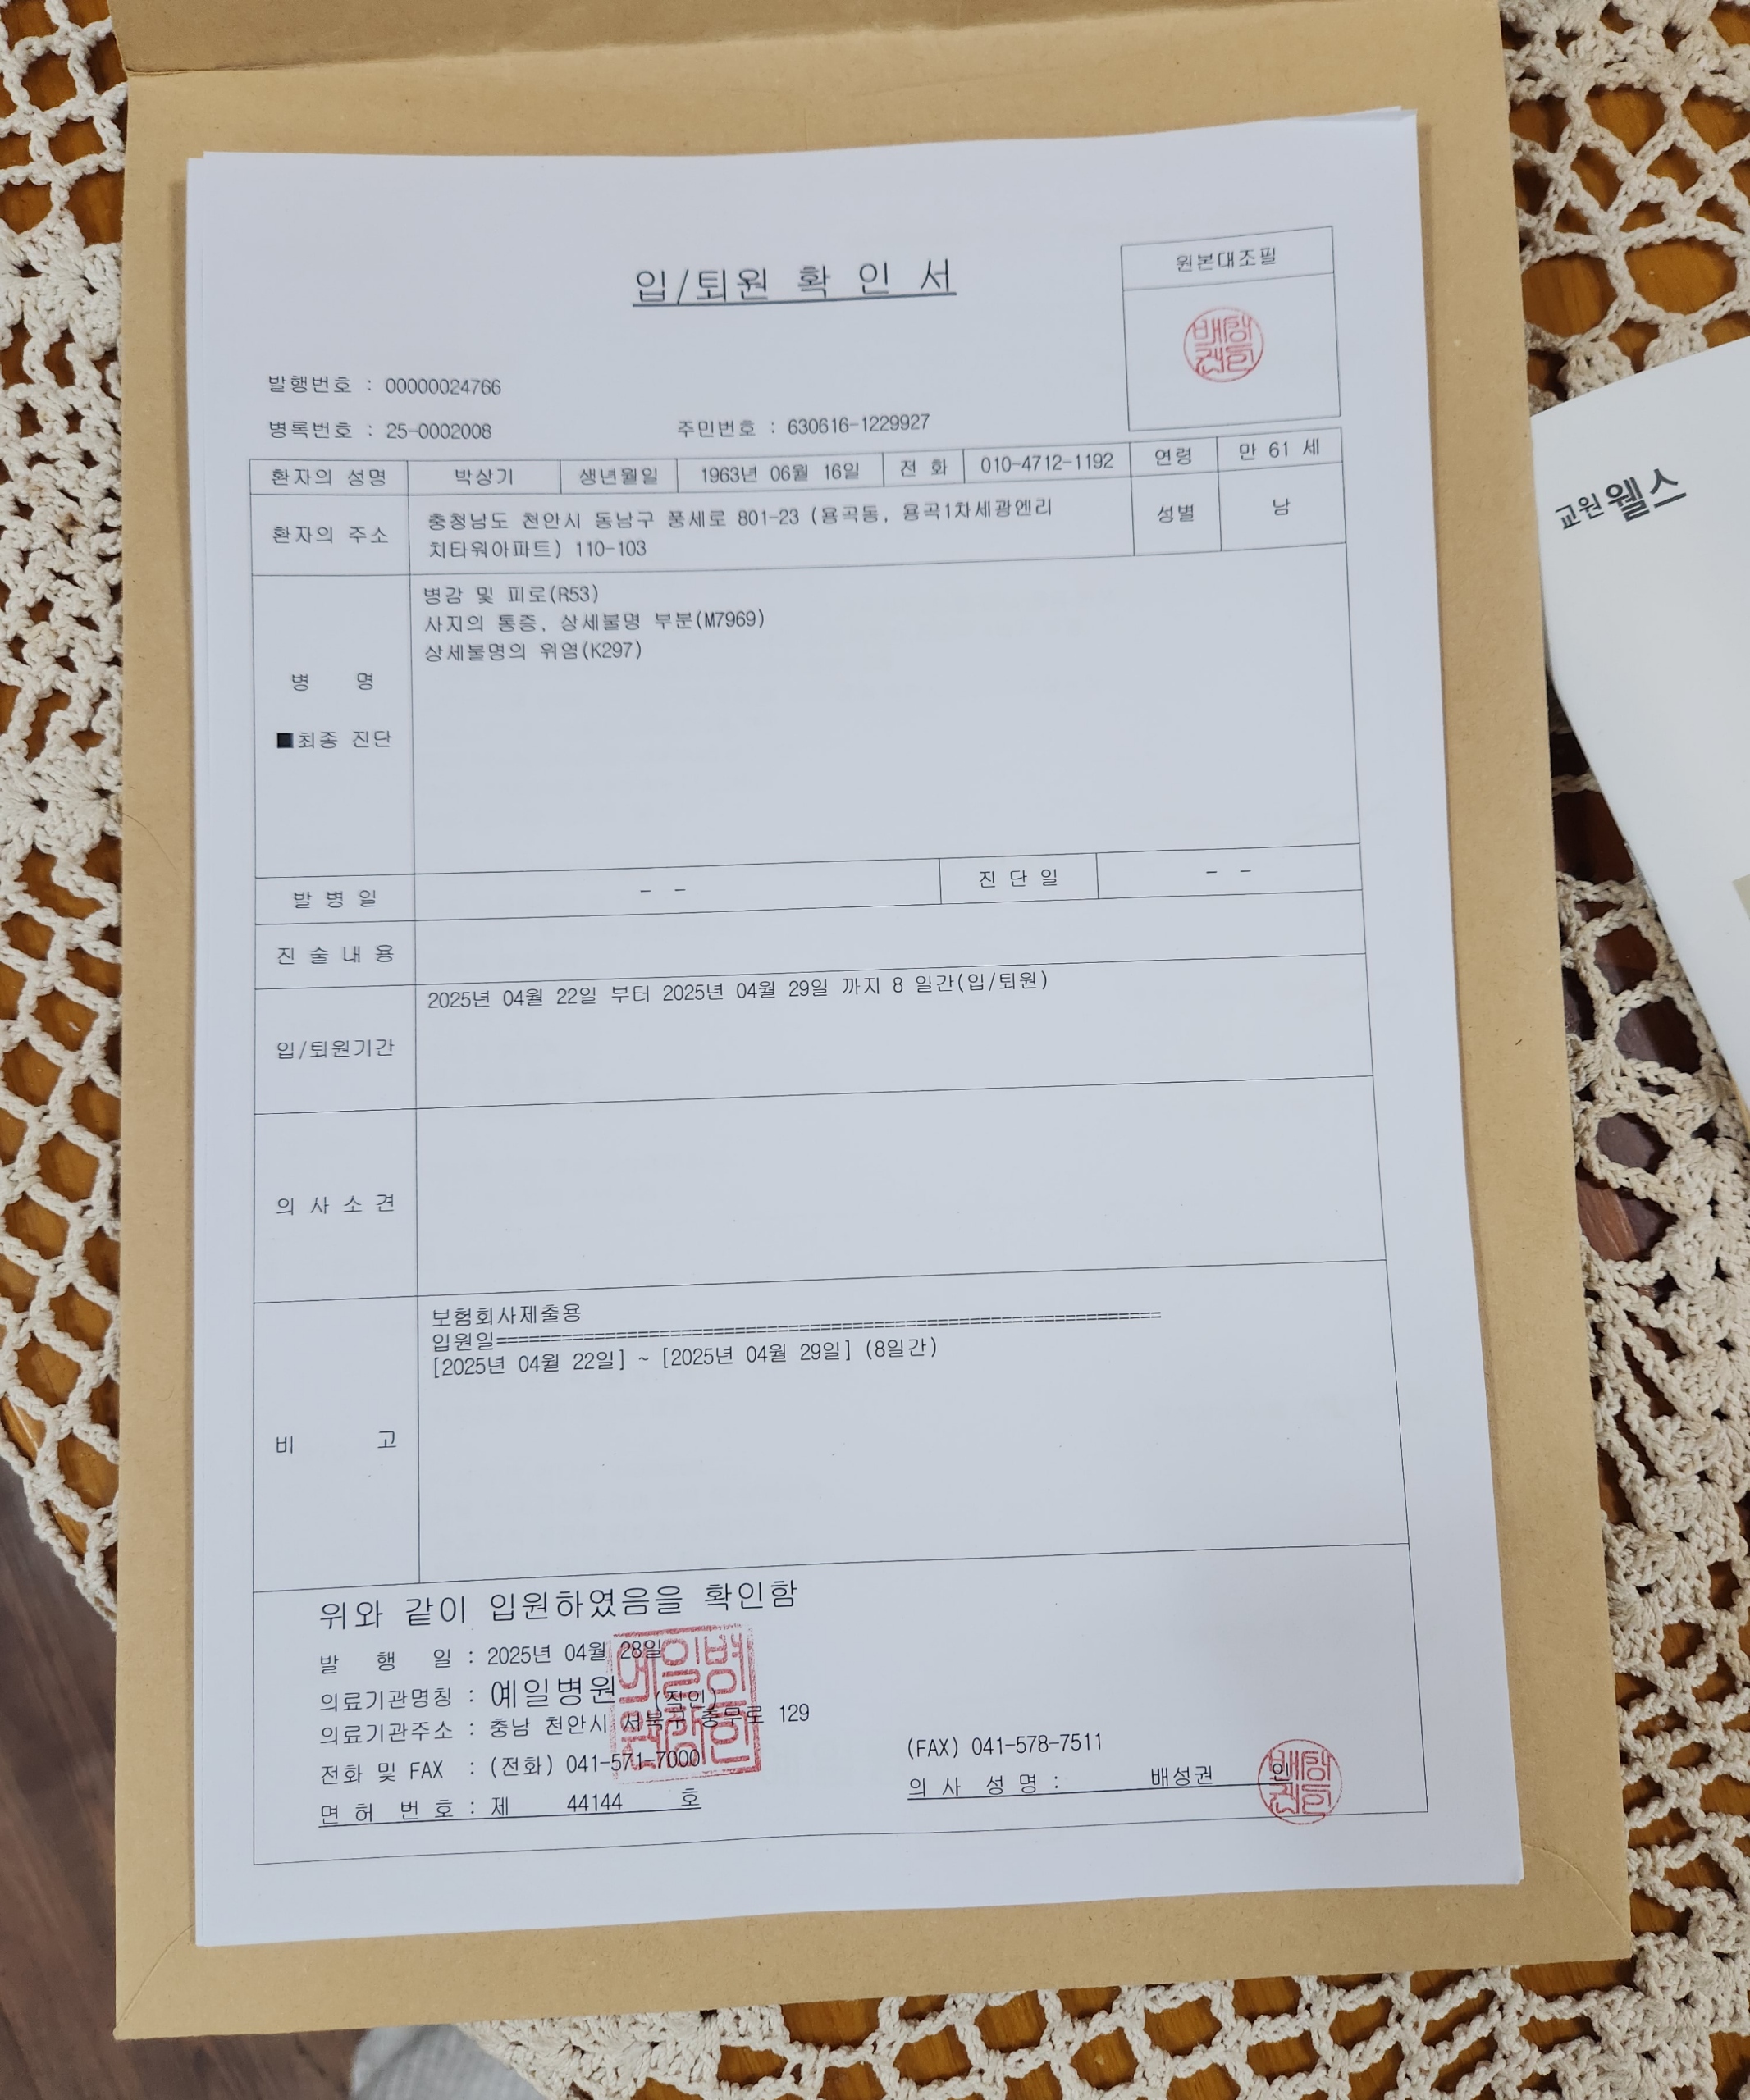 입/퇴원 확 인 서
원본대조필
발행번호 : 00000024766
병록번호 : 25-0002008 주민번호 : 630616-1229927
환자의 성명 박상기 생년월일 1963년 06월 16일 전 화 010-4712-1192 연령 만 61 세
환자의 주소 충청남도 천안시 동남구 풍세로 801-23 (용곡동, 용곡1차세광엔리
치타워아파트) 110-103
성별 남
병 명
■최종 진단
병감 및 피로(R53)
사지의 통증, 상세불명 부분(M7969)
상세불명의 위염(K297)
발 병 일 - - 진 단 일 - -
진 술 내 용
입/퇴원기간 2025년 04월 22일 부터 2025년 04월 29일 까지 8 일간(입/퇴원)
의 사 소 견
비 고
보험회사제출용
입원일=============================================================
[2025년 04월 22일] ~ [2025년 04월 29일] (8일간)
위와 같이 입원하였음을 확인함
발 행 일 : 2025년 04월 28일
의료기관명칭 : 예일병원 (직인)
의료기관주소 : 충남 천안시 서북구 충무로 129
전화 및 FAX : (전화) 041-571-7000 (FAX) 041-578-7511
면 허 번 호 : 제 44144 호 의 사 성 명 : 배성권 인
교원 웰스